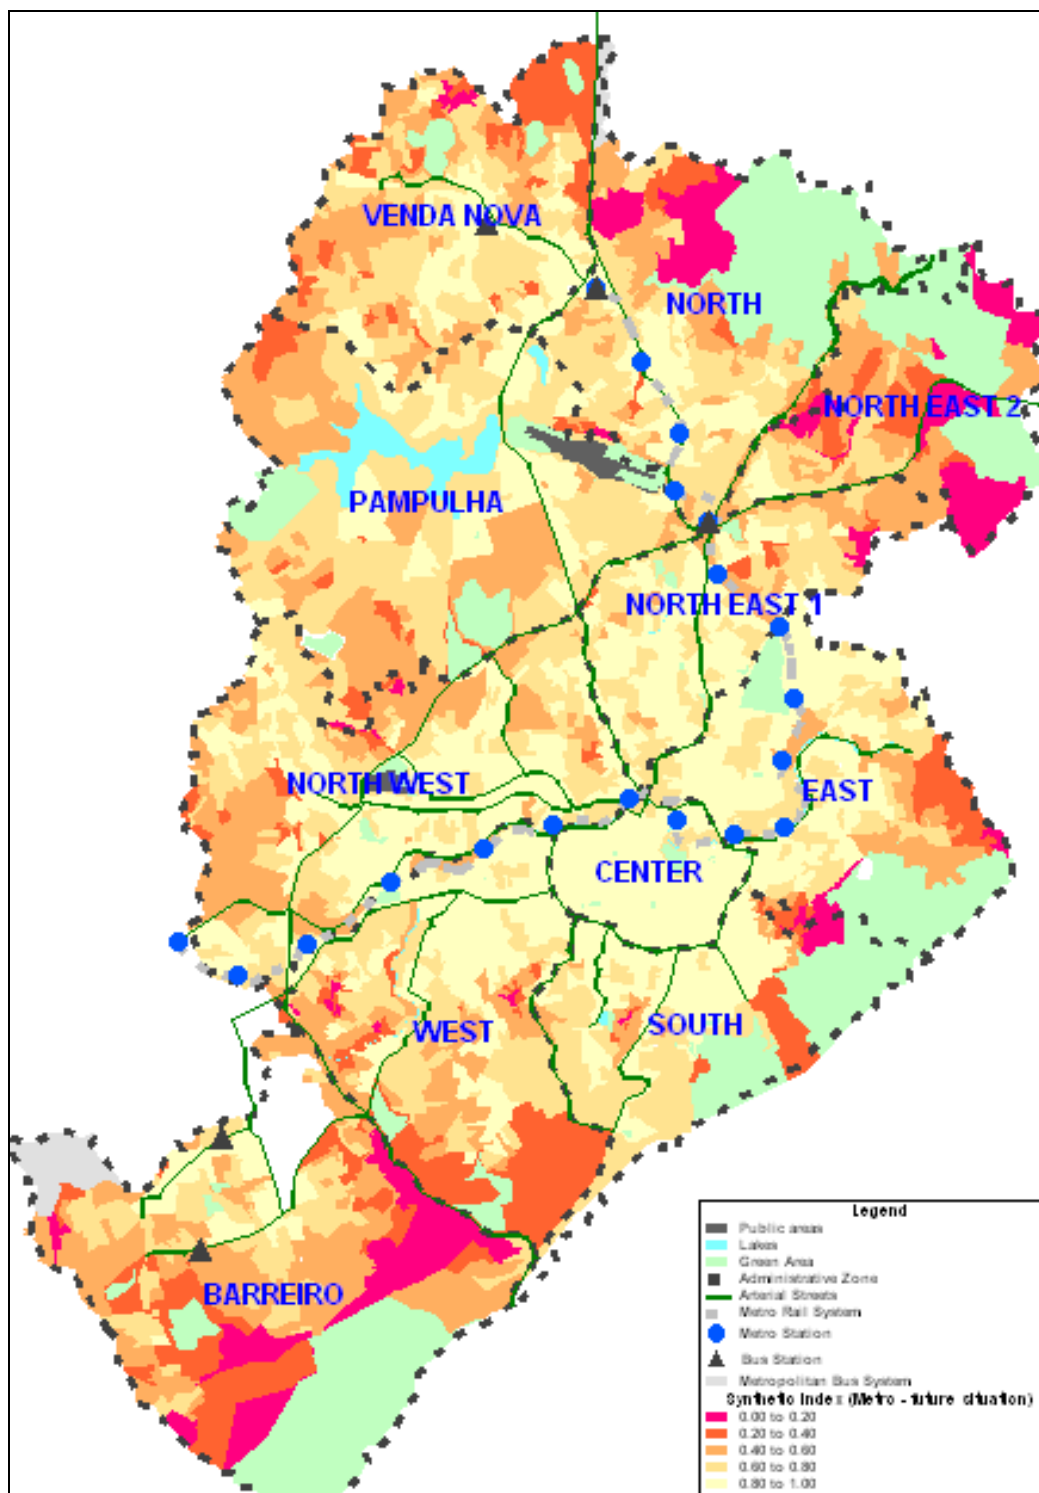 VENDA NOVA
NORTH
NORTH EAST 2
PAMPULHA
NORTH EAST 1
NORTH WEST
EAST
CENTER
WEST
SOUTH
BARREIRO
Legend
Public areas
Lakes
Green Area
Administrative Zone
Arterial Streets
Metro Rail System
Metro Station
Bus Station
Metropolitan Bus System
Synthetic Index (Metro - future situation)
0.00 to 0.20
0.20 to 0.40
0.40 to 0.60
0.60 to 0.80
0.80 to 1.00